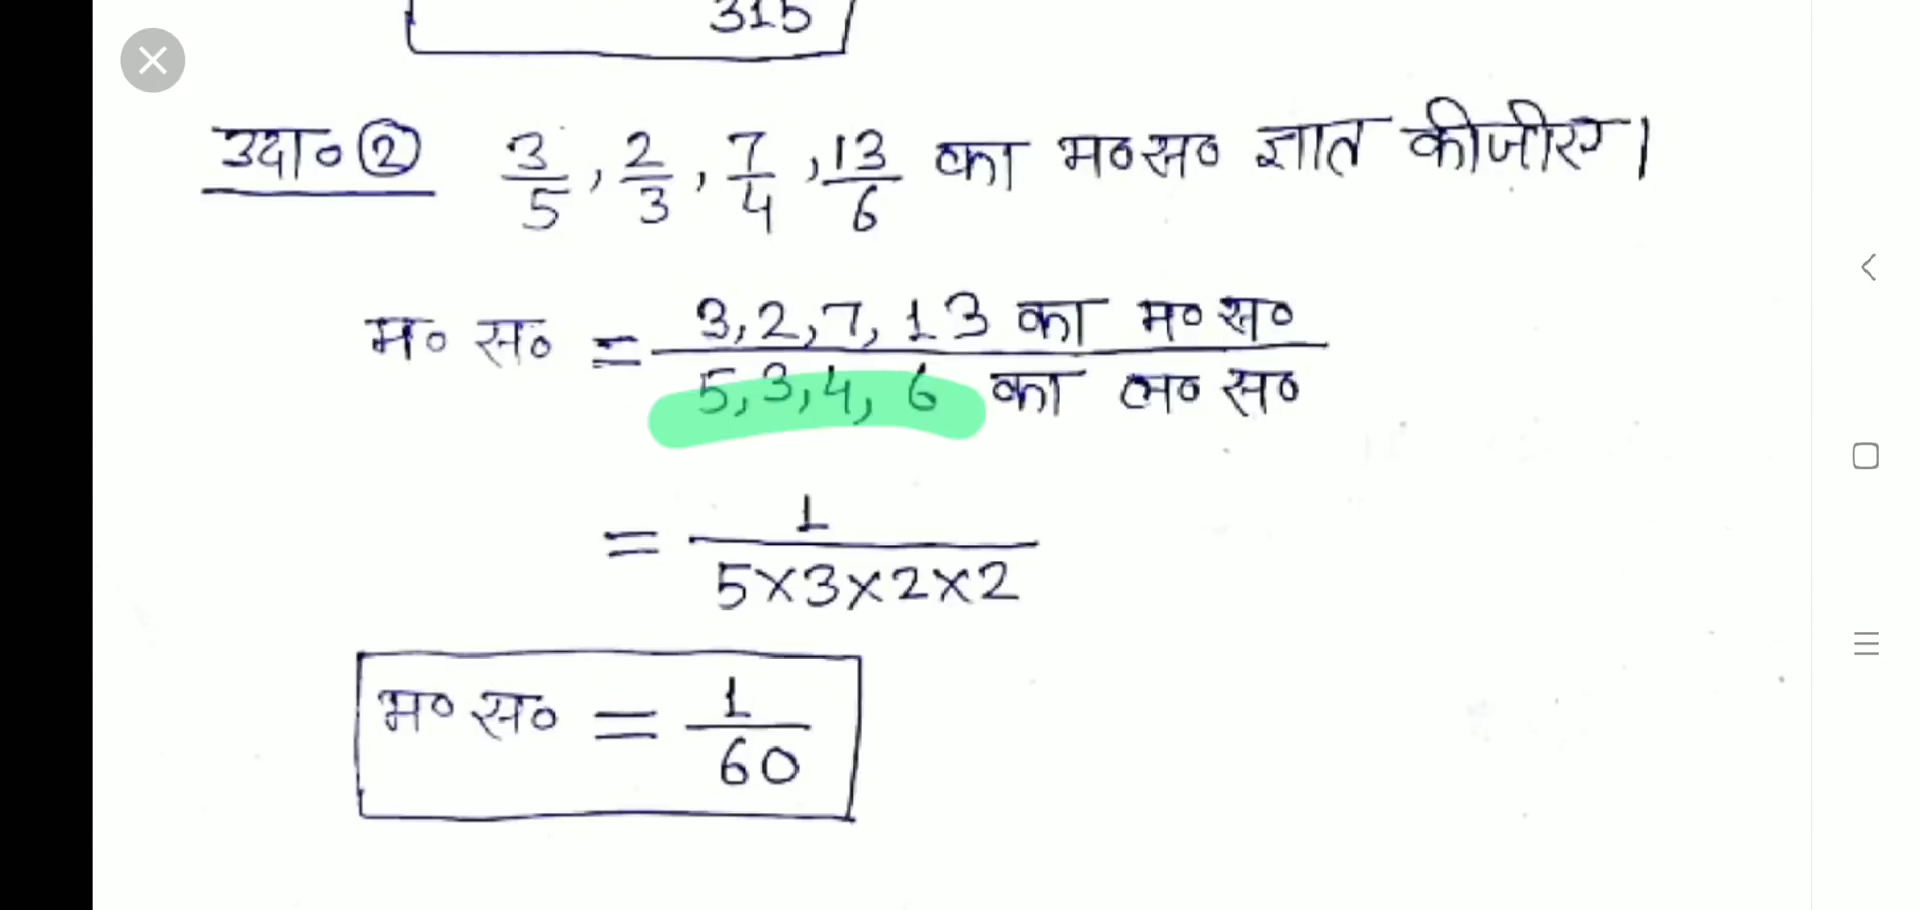 315
उदा० ② 3/5, 2/3, 7/4, 13/6 का म०स० ज्ञात कीजीए।
म० स० = 3, 2, 7, 13 का म० स० / 5, 3, 4, 6 का ल० स०
= 1 / 5×3×2×2
म० स० = 1/60